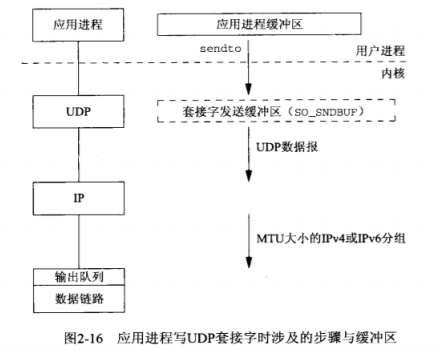 应用进程
应用进程缓冲区
sendto
用户进程
内核
UDP
套接字发送缓冲区（SO_SNDBUF）
UDP数据报
IP
MTU大小的IPv4或IPv6分组
输出队列
数据链路
图2-16 应用进程写UDP套接字时涉及的步骤与缓冲区